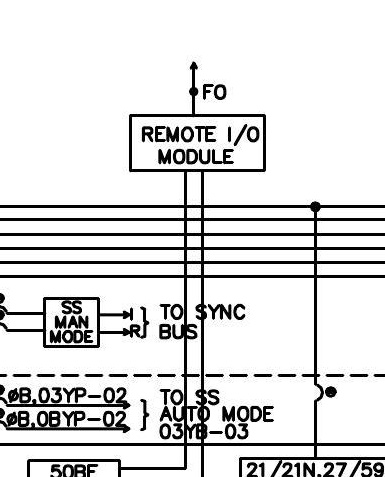 FO
REMOTE I/O
MODULE
SS
MAN
MODE
I
R
TO SYNC
BUS
ØB,03YP-02
ØB,0BYP-02
TO SS
AUTO MODE
03YB-03
50BF
21/21N,27/59